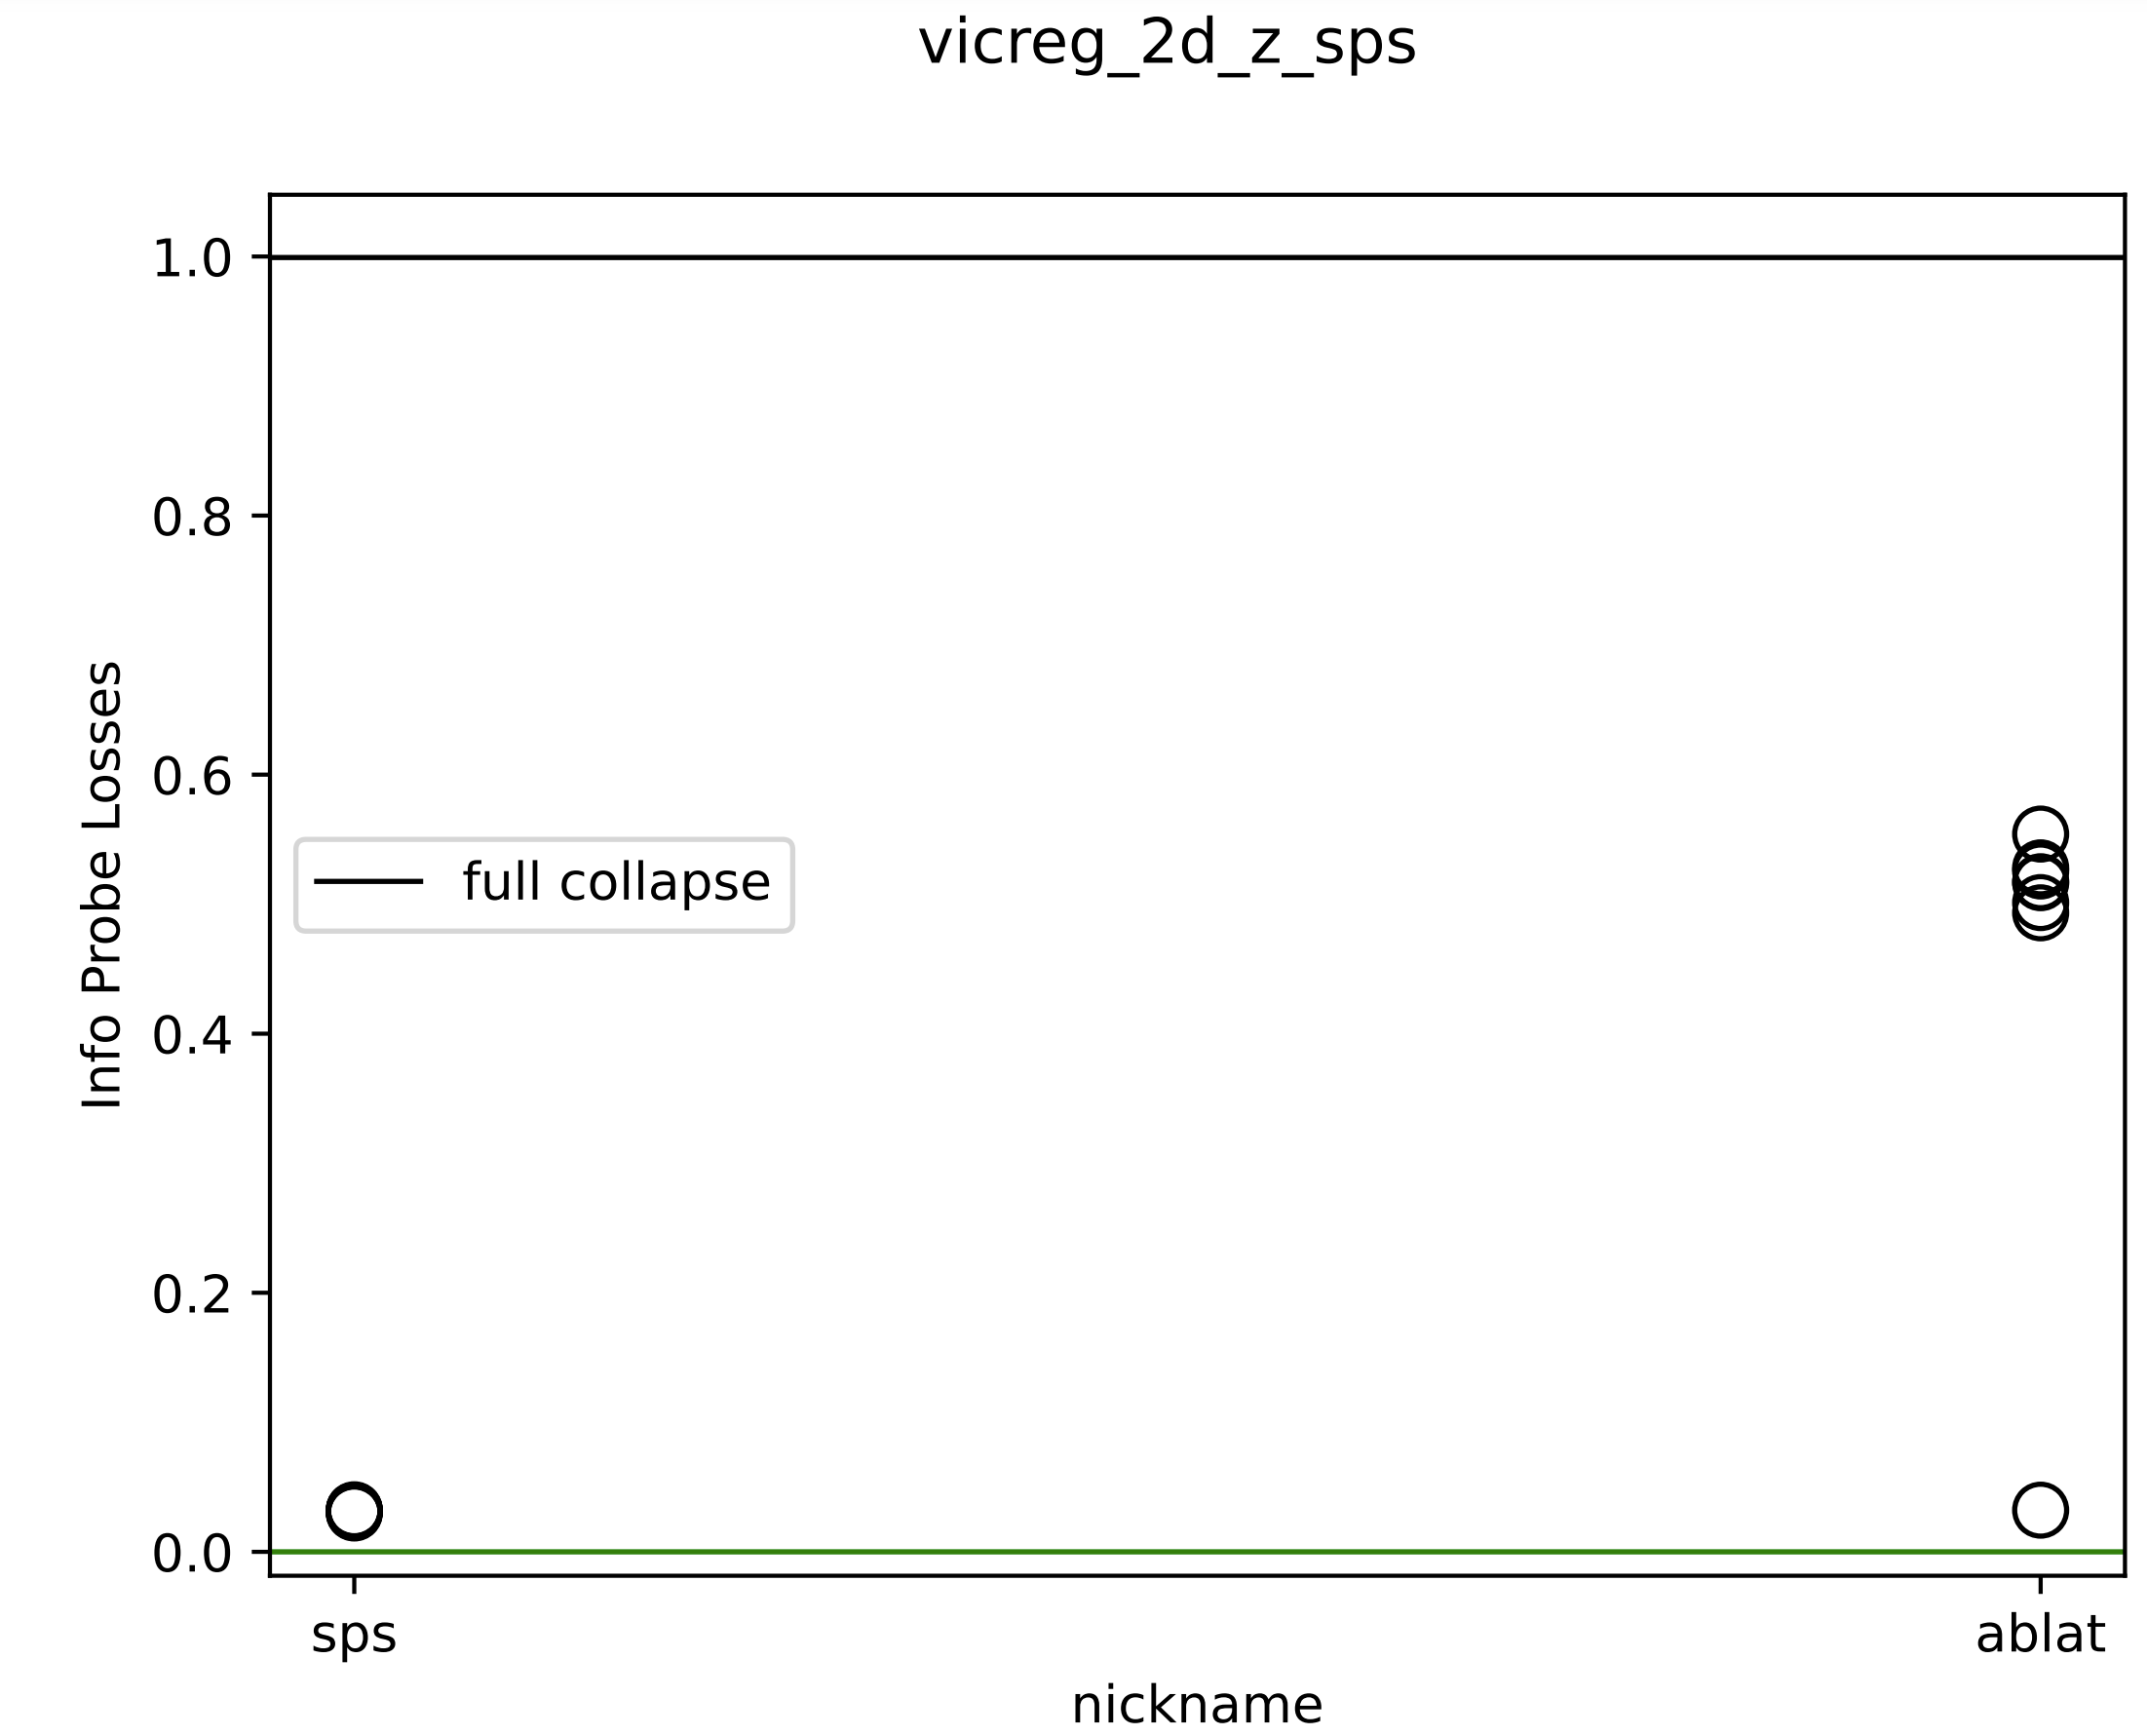 vicreg_2d_z_sps
1.0
0.8
0.6
0.4
0.2
0.0
Info Probe Losses
full collapse
sps
ablat
nickname